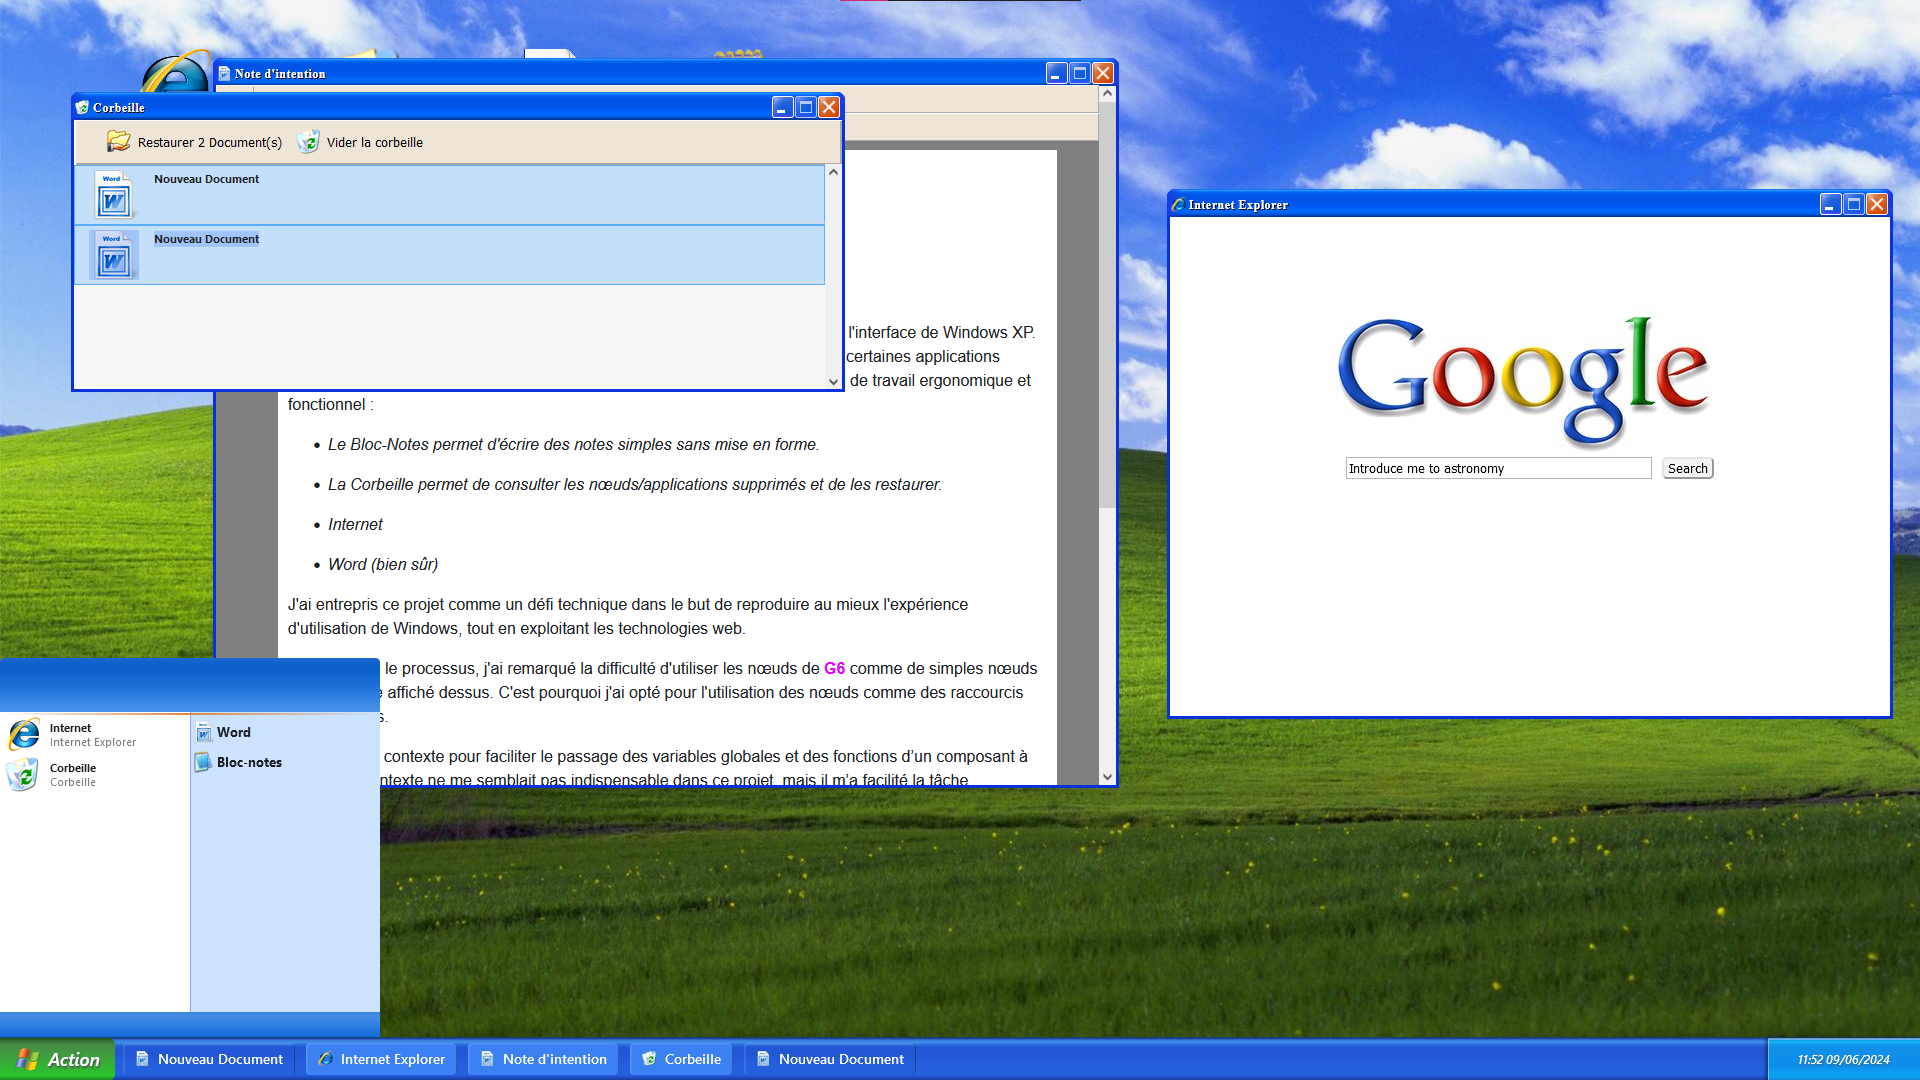 Note d'intention
Corbeille
Restaurer 2 Document(s)
Vider la corbeille
Word
Nouveau Document
Word
Nouveau Document
l'interface de Windows XP.
certaines applications
de travail ergonomique et
fonctionnel :
• Le Bloc-Notes permet d'écrire des notes simples sans mise en forme.
• La Corbeille permet de consulter les nœuds/applications supprimés et de les restaurer.
• Internet
• Word (bien sûr)
J'ai entrepris ce projet comme un défi technique dans le but de reproduire au mieux l'expérience
d'utilisation de Windows, tout en exploitant les technologies web.
le processus, j'ai remarqué la difficulté d'utiliser les nœuds de G6 comme de simples nœuds
affiché dessus. C'est pourquoi j'ai opté pour l'utilisation des nœuds comme des raccourcis
contexte pour faciliter le passage des variables globales et des fonctions d’un composant à
ntexte ne me semblait pas indispensable dans ce projet, mais il m’a facilité la tâche
Internet Explorer
Google
Introduce me to astronomy
Search
Internet
Internet Explorer
Corbeille
Corbeille
Word
Bloc-notes
Action
Nouveau Document
Internet Explorer
Note d'intention
Corbeille
Nouveau Document
11:52 09/06/2024